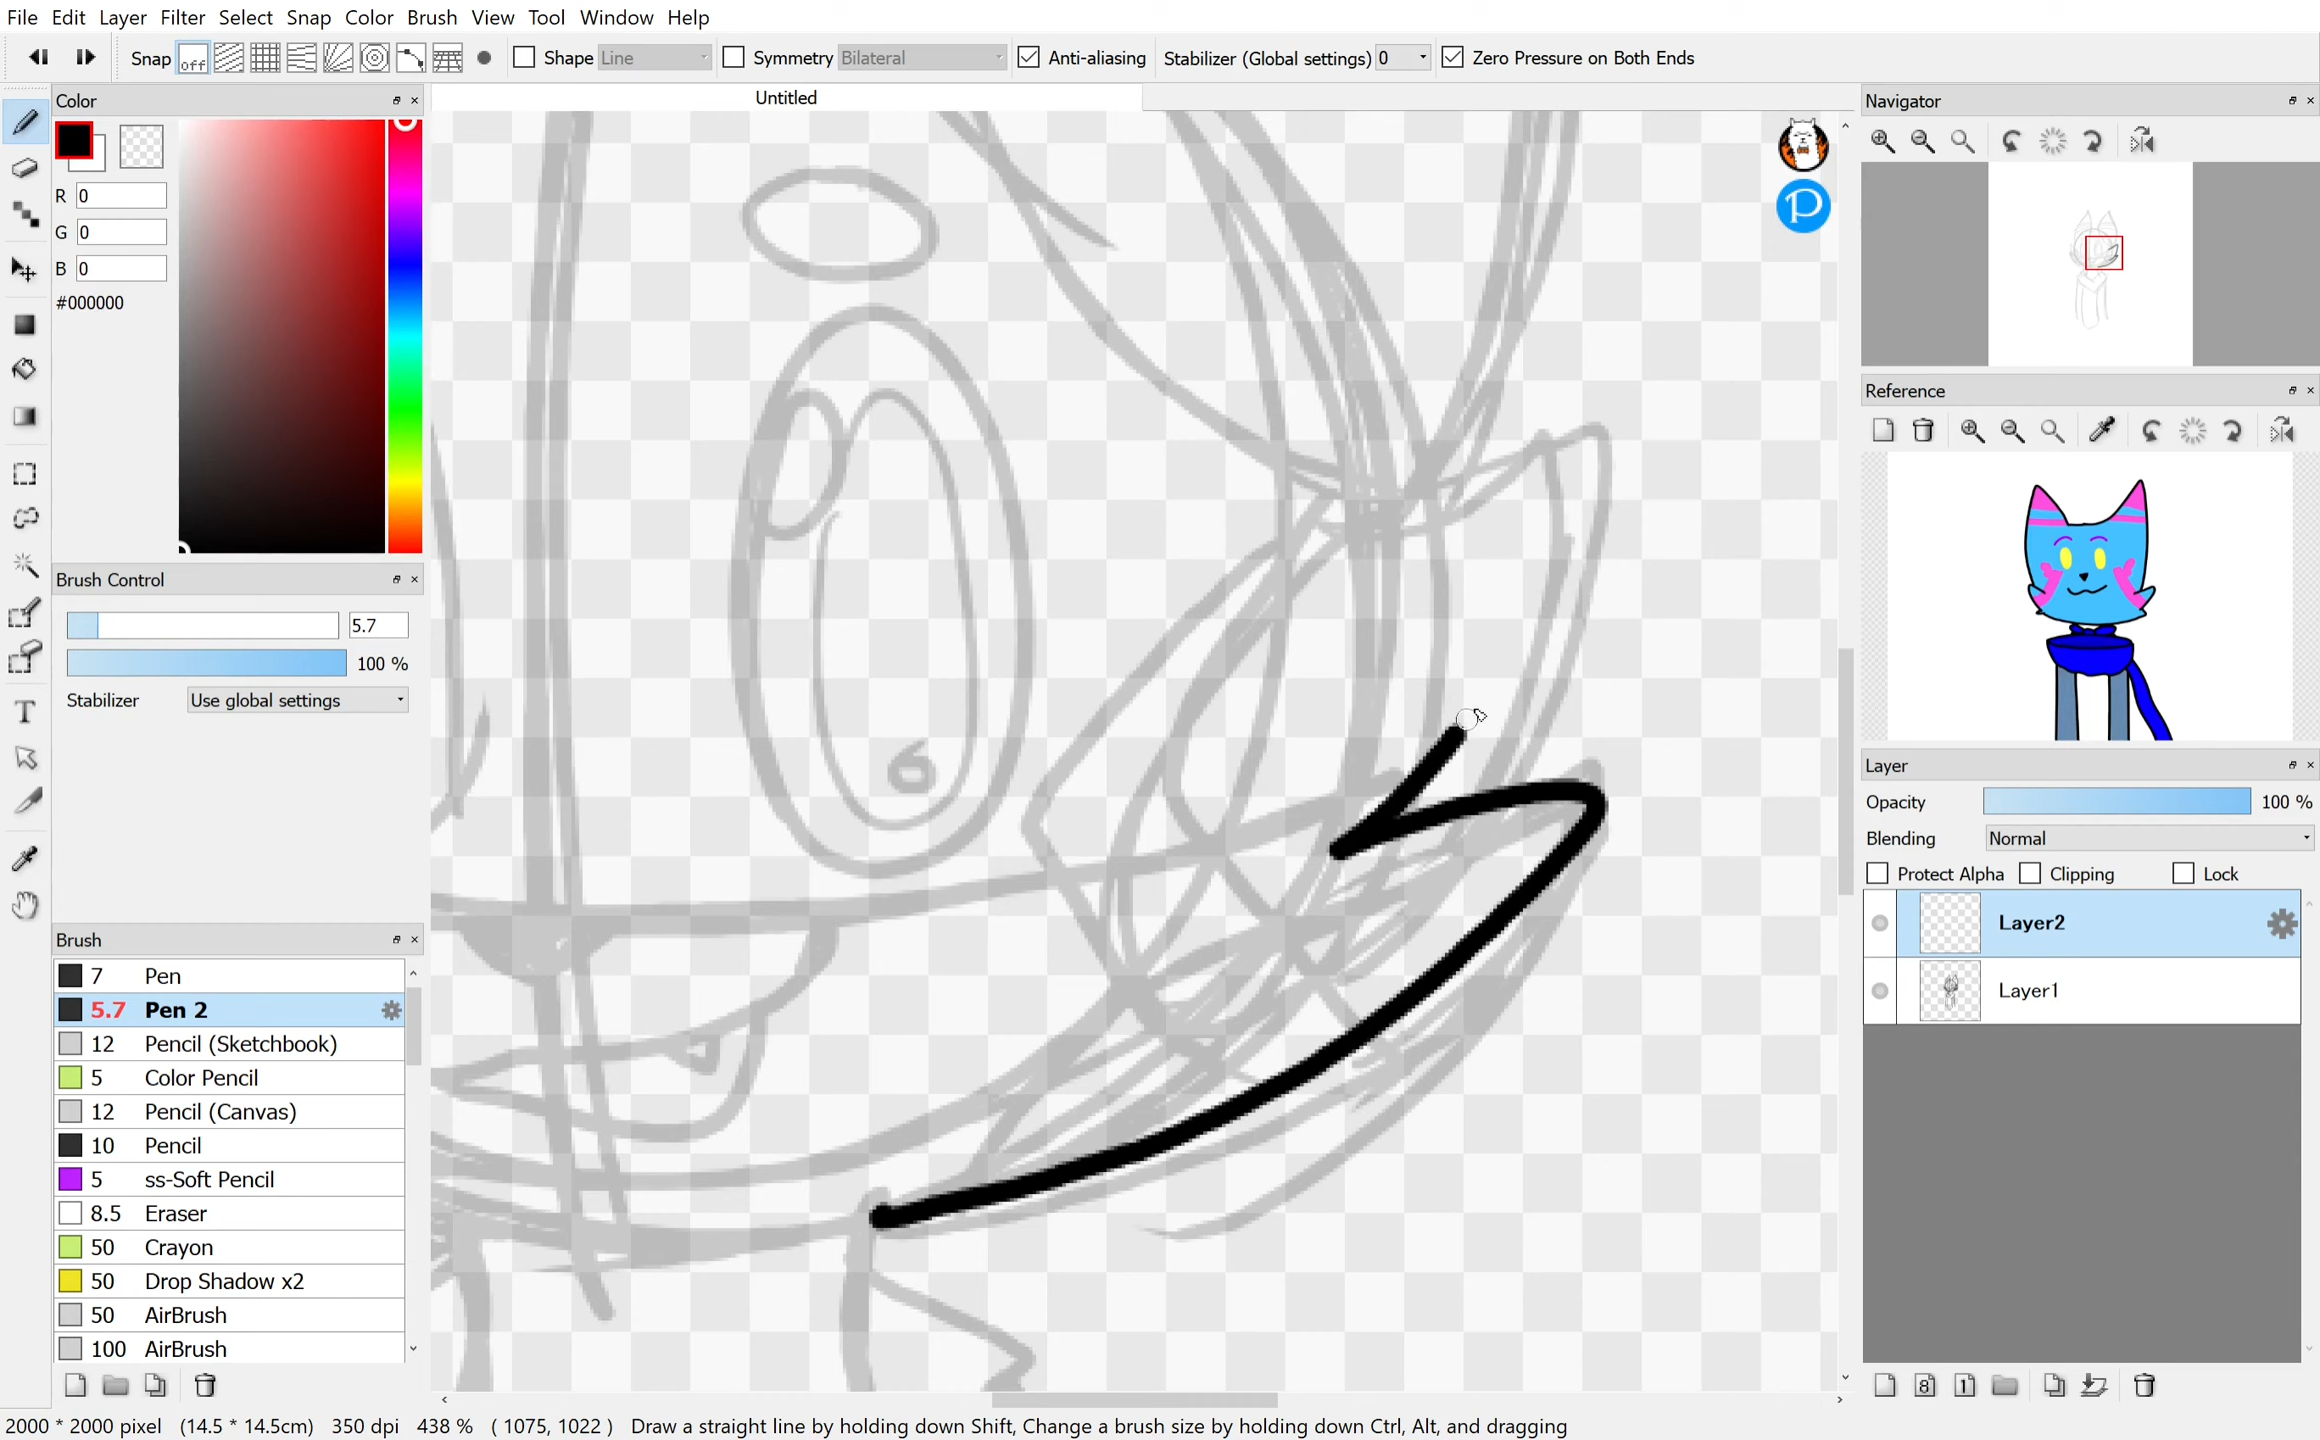 File Edit Layer Filter Select Snap Color Brush View Tool Window Help
Snap off Shape Line Symmetry Bilateral Anti-aliasing Stabilizer (Global settings) 0 Zero Pressure on Both Ends
Color
Untitled
Navigator
R 0
G 0
B 0
#000000
Reference
Brush Control
5.7
100 %
Stabilizer Use global settings
Layer
Opacity 100 %
Blending Normal
Protect Alpha Clipping Lock
Layer2
Layer1
Brush
7 Pen
5.7 Pen 2
12 Pencil (Sketchbook)
5 Color Pencil
12 Pencil (Canvas)
10 Pencil
5 ss-Soft Pencil
8.5 Eraser
50 Crayon
50 Drop Shadow x2
50 AirBrush
100 AirBrush
8 1
2000 * 2000 pixel (14.5 * 14.5cm) 350 dpi 438 % ( 1075, 1022 ) Draw a straight line by holding down Shift, Change a brush size by holding down Ctrl, Alt, and dragging